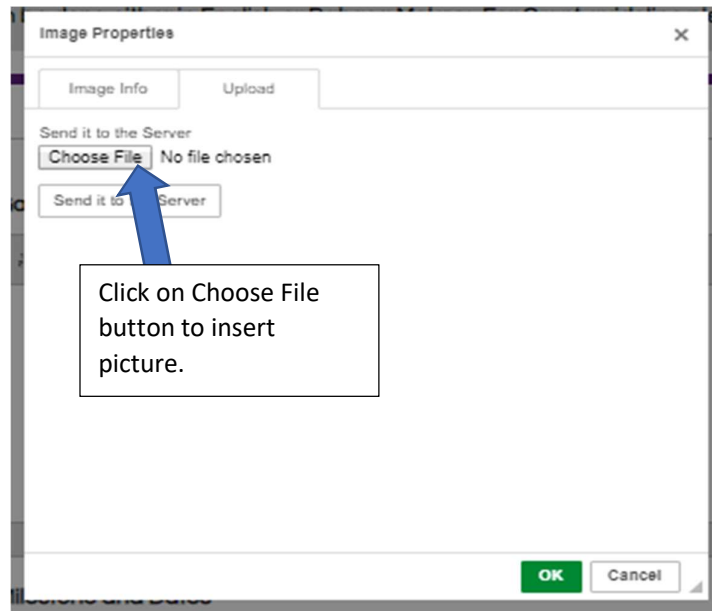 Image Properties
Image Info Upload
Send it to the Server
Choose File No file chosen
Send it to Server
Click on Choose File
button to insert
picture.
OK Cancel